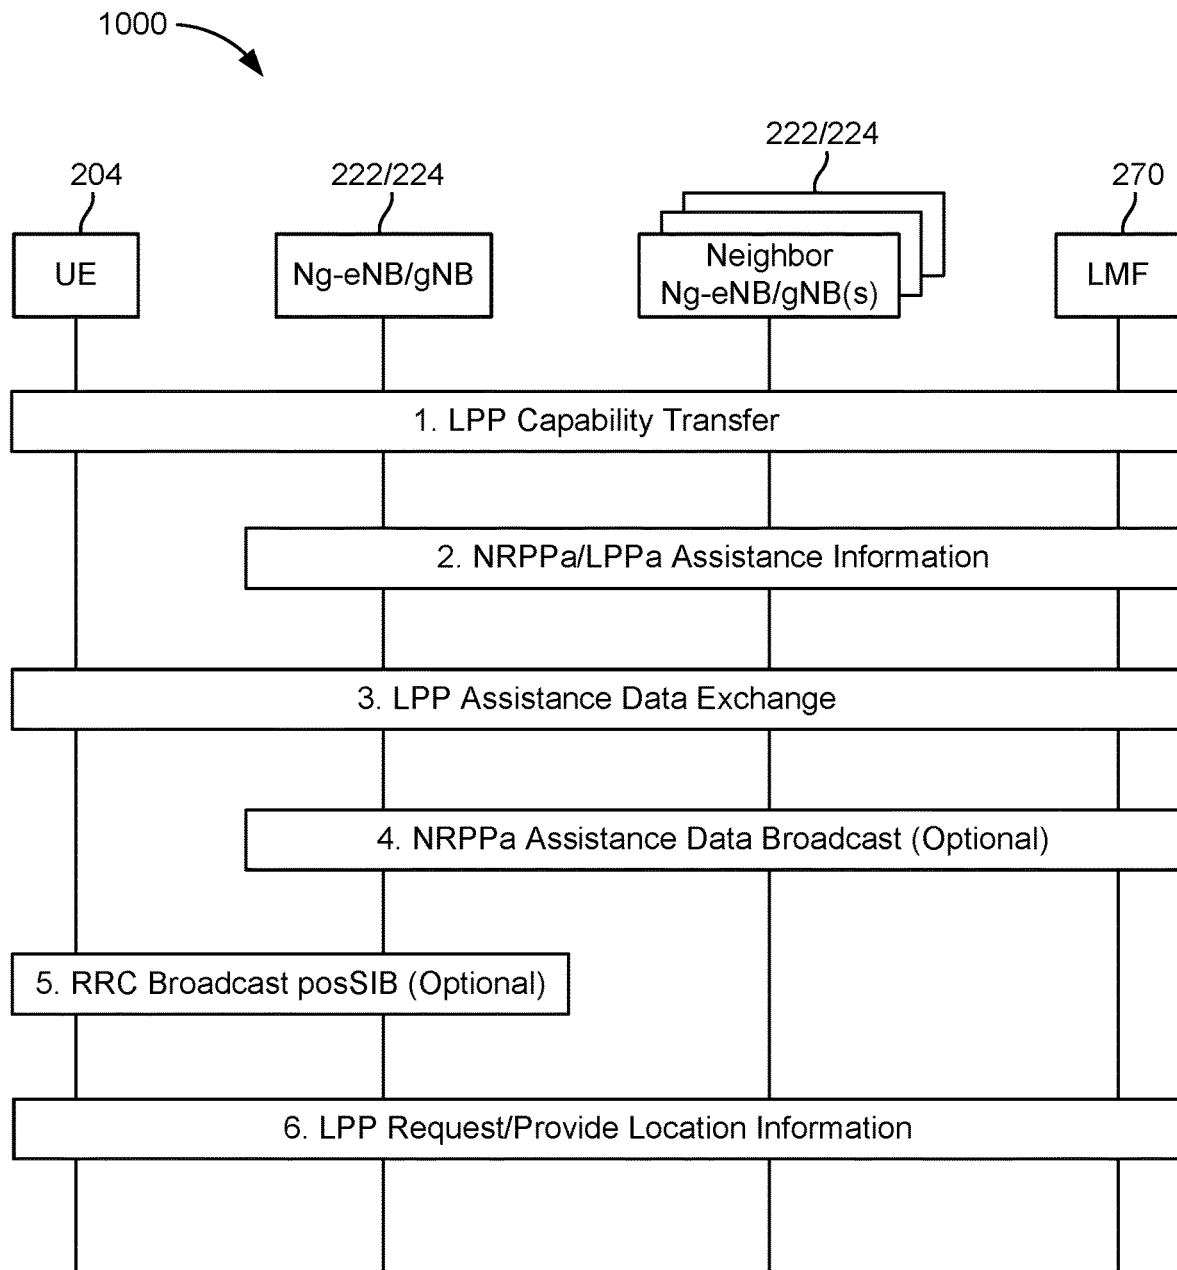 1000
204
222/224
222/224
270
UE
Ng-eNB/gNB
Neighbor
Ng-eNB/gNB(s)
LMF
1. LPP Capability Transfer
2. NRPPa/LPPa Assistance Information
3. LPP Assistance Data Exchange
4. NRPPa Assistance Data Broadcast (Optional)
5. RRC Broadcast posSIB (Optional)
6. LPP Request/Provide Location Information